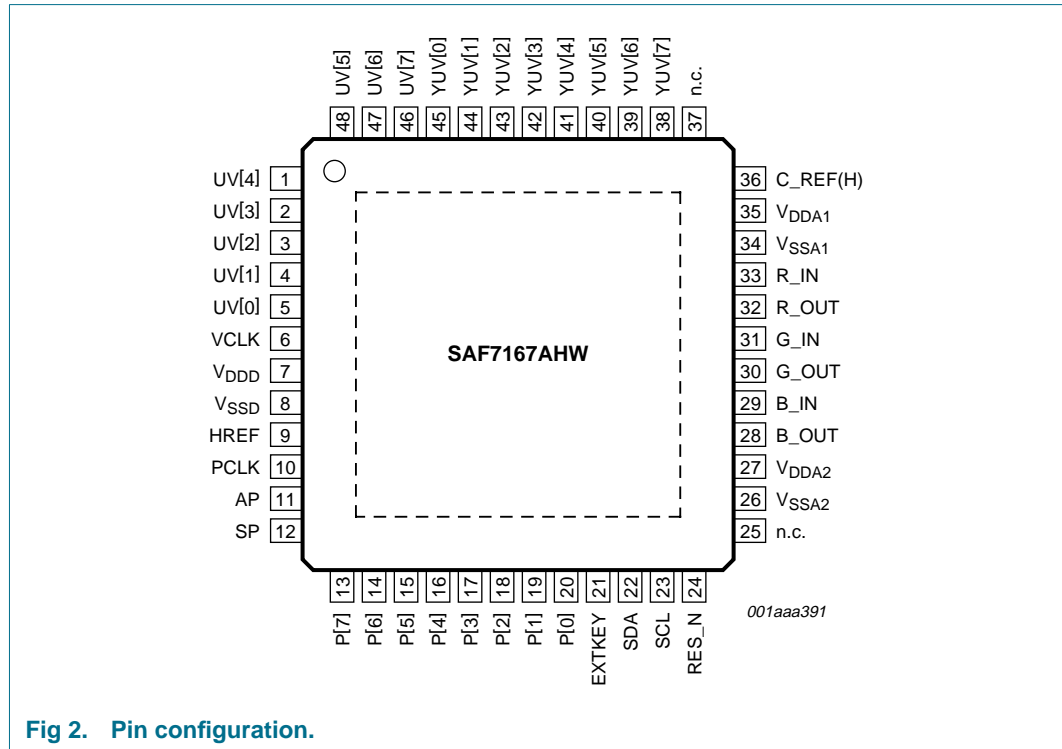 UV[5] UV[6] UV[7] YUV[0] YUV[1] YUV[2] YUV[3] YUV[4] YUV[5] YUV[6] YUV[7] n.c.
48 47 46 45 44 43 42 41 40 39 38 37
UV[4] 1
UV[3] 2
UV[2] 3
UV[1] 4
UV[0] 5
VCLK 6
VDDD 7
VSSD 8
HREF 9
PCLK 10
AP 11
SP 12
SAF7167AHW
36 C_REF(H)
35 VDDA1
34 VSSA1
33 R_IN
32 R_OUT
31 G_IN
30 G_OUT
29 B_IN
28 B_OUT
27 VDDA2
26 VSSA2
25 n.c.
13 14 15 16 17 18 19 20 21 22 23 24
P[7] P[6] P[5] P[4] P[3] P[2] P[1] P[0] EXTKEY SDA SCL RES_N
001aaa391
Fig 2. Pin configuration.